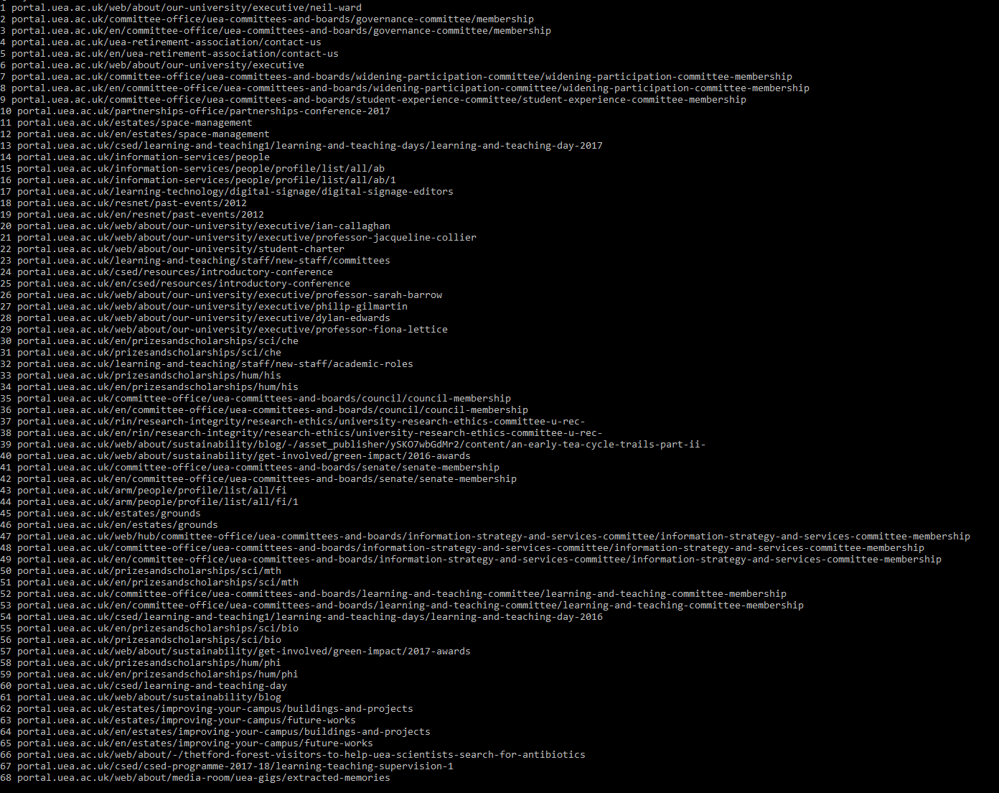 1 portal.uea.ac.uk/web/about/our-university/executive/neil-ward
2 portal.uea.ac.uk/committee-office/uea-committees-and-boards/governance-committee/membership
3 portal.uea.ac.uk/en/committee-office/uea-committees-and-boards/governance-committee/membership
4 portal.uea.ac.uk/uea-retirement-association/contact-us
5 portal.uea.ac.uk/en/uea-retirement-association/contact-us
6 portal.uea.ac.uk/web/about/our-university/executive
7 portal.uea.ac.uk/committee-office/uea-committees-and-boards/widening-participation-committee/widening-participation-committee-membership
8 portal.uea.ac.uk/en/committee-office/uea-committees-and-boards/widening-participation-committee/widening-participation-committee-membership
9 portal.uea.ac.uk/committee-office/uea-committees-and-boards/student-experience-committee/student-experience-committee-membership
10 portal.uea.ac.uk/partnerships-office/partnerships-conference-2017
11 portal.uea.ac.uk/estates/space-management
12 portal.uea.ac.uk/en/estates/space-management
13 portal.uea.ac.uk/csed/learning-and-teaching1/learning-and-teaching-days/learning-and-teaching-day-2017
14 portal.uea.ac.uk/information-services/people
15 portal.uea.ac.uk/information-services/people/profile/list/all/ab
16 portal.uea.ac.uk/information-services/people/profile/list/all/ab/1
17 portal.uea.ac.uk/learning-technology/digital-signage/digital-signage-editors
18 portal.uea.ac.uk/resnet/past-events/2012
19 portal.uea.ac.uk/en/resnet/past-events/2012
20 portal.uea.ac.uk/web/about/our-university/executive/ian-callaghan
21 portal.uea.ac.uk/web/about/our-university/executive/professor-jacqueline-collier
22 portal.uea.ac.uk/web/about/our-university/student-charter
23 portal.uea.ac.uk/learning-and-teaching/staff/new-staff/committees
24 portal.uea.ac.uk/csed/resources/introductory-conference
25 portal.uea.ac.uk/en/csed/resources/introductory-conference
26 portal.uea.ac.uk/web/about/our-university/executive/professor-sarah-barrow
27 portal.uea.ac.uk/web/about/our-university/executive/philip-gilmartin
28 portal.uea.ac.uk/web/about/our-university/executive/dylan-edwards
29 portal.uea.ac.uk/web/about/our-university/executive/professor-fiona-lettice
30 portal.uea.ac.uk/en/prizesandscholarships/sci/che
31 portal.uea.ac.uk/prizesandscholarships/sci/che
32 portal.uea.ac.uk/learning-and-teaching/staff/new-staff/academic-roles
33 portal.uea.ac.uk/prizesandscholarships/hum/his
34 portal.uea.ac.uk/en/prizesandscholarships/hum/his
35 portal.uea.ac.uk/committee-office/uea-committees-and-boards/council/council-membership
36 portal.uea.ac.uk/en/committee-office/uea-committees-and-boards/council/council-membership
37 portal.uea.ac.uk/rin/research-integrity/research-ethics/university-research-ethics-committee-u-rec-
38 portal.uea.ac.uk/en/rin/research-integrity/research-ethics/university-research-ethics-committee-u-rec-
39 portal.uea.ac.uk/web/about/sustainability/blog/-/asset_publisher/ySKO7wbGdMr2/content/an-early-tea-cycle-trails-part-ii-
40 portal.uea.ac.uk/web/about/sustainability/get-involved/green-impact/2016-awards
41 portal.uea.ac.uk/committee-office/uea-committees-and-boards/senate/senate-membership
42 portal.uea.ac.uk/en/committee-office/uea-committees-and-boards/senate/senate-membership
43 portal.uea.ac.uk/arm/people/profile/list/all/fi
44 portal.uea.ac.uk/arm/people/profile/list/all/fi/1
45 portal.uea.ac.uk/estates/grounds
46 portal.uea.ac.uk/en/estates/grounds
47 portal.uea.ac.uk/web/hub/committee-office/uea-committees-and-boards/information-strategy-and-services-committee/information-strategy-and-services-committee-membership
48 portal.uea.ac.uk/committee-office/uea-committees-and-boards/information-strategy-and-services-committee/information-strategy-and-services-committee-membership
49 portal.uea.ac.uk/en/committee-office/uea-committees-and-boards/information-strategy-and-services-committee/information-strategy-and-services-committee-membership
50 portal.uea.ac.uk/prizesandscholarships/sci/mth
51 portal.uea.ac.uk/en/prizesandscholarships/sci/mth
52 portal.uea.ac.uk/committee-office/uea-committees-and-boards/learning-and-teaching-committee/learning-and-teaching-committee-membership
53 portal.uea.ac.uk/en/committee-office/uea-committees-and-boards/learning-and-teaching-committee/learning-and-teaching-committee-membership
54 portal.uea.ac.uk/csed/learning-and-teaching1/learning-and-teaching-days/learning-and-teaching-day-2016
55 portal.uea.ac.uk/en/prizesandscholarships/sci/bio
56 portal.uea.ac.uk/prizesandscholarships/sci/bio
57 portal.uea.ac.uk/web/about/sustainability/get-involved/green-impact/2017-awards
58 portal.uea.ac.uk/prizesandscholarships/hum/phi
59 portal.uea.ac.uk/en/prizesandscholarships/hum/phi
60 portal.uea.ac.uk/csed/learning-and-teaching-day
61 portal.uea.ac.uk/web/about/sustainability/blog
62 portal.uea.ac.uk/estates/improving-your-campus/buildings-and-projects
63 portal.uea.ac.uk/estates/improving-your-campus/future-works
64 portal.uea.ac.uk/en/estates/improving-your-campus/buildings-and-projects
65 portal.uea.ac.uk/en/estates/improving-your-campus/future-works
66 portal.uea.ac.uk/web/about/-/thetford-forest-visitors-to-help-uea-scientists-search-for-antibiotics
67 portal.uea.ac.uk/csed/csed-programme-2017-18/learning-teaching-supervision-1
68 portal.uea.ac.uk/web/about/media-room/uea-gigs/extracted-memories